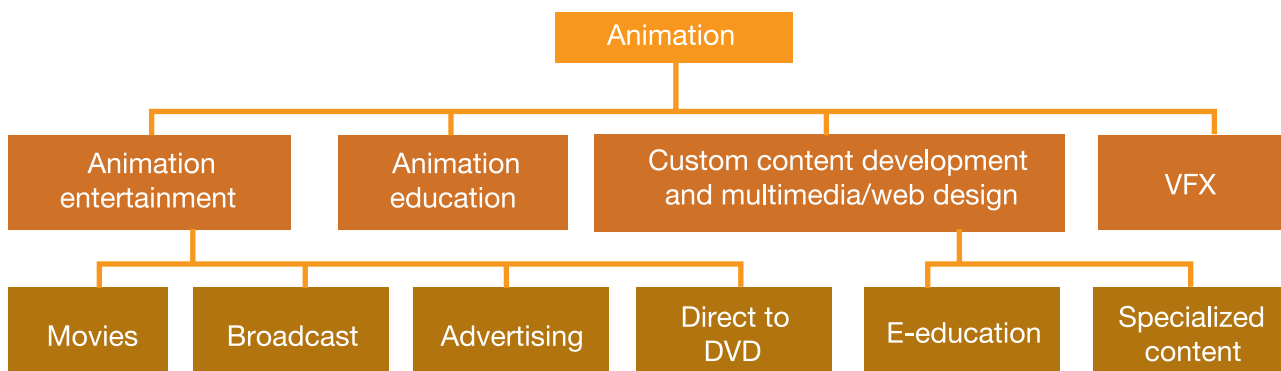 Animation
Animation
entertainment
Animation
education
Custom content development
and multimedia/web design
VFX
Movies
Broadcast
Advertising
Direct to
DVD
E-education
Specialized
content